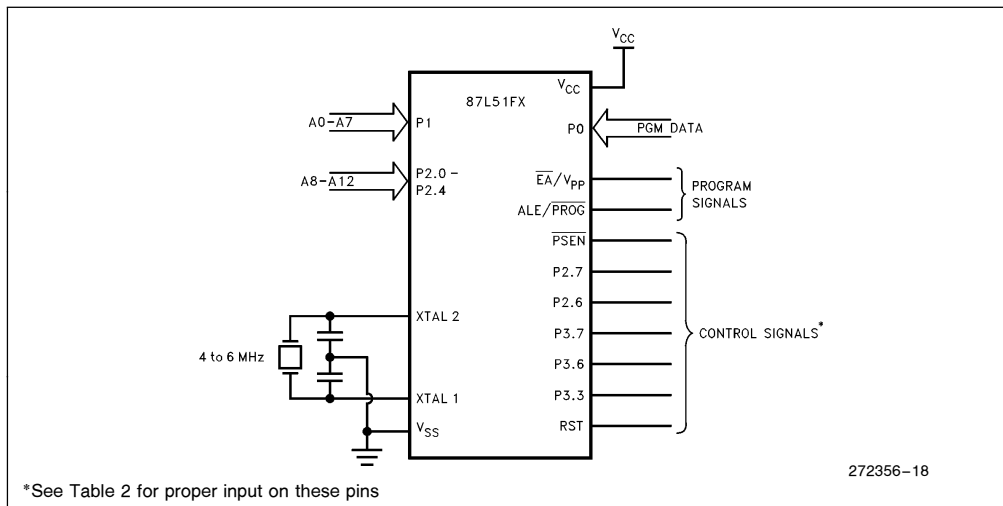 VCC
VCC
87L51FX
A0-A7
P1
P0
PGM DATA
A8-A12
P2.0 -
P2.4
EA/VPP
ALE/PROG
PROGRAM
SIGNALS
PSEN
P2.7
P2.6
XTAL 2
P3.7
CONTROL SIGNALS*
4 to 6 MHz
P3.6
P3.3
XTAL 1
RST
VSS
272356-18
*See Table 2 for proper input on these pins